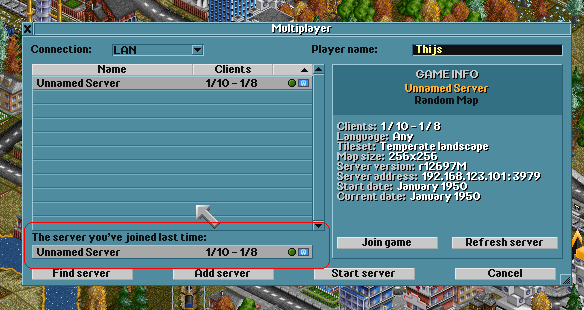 Multiplayer
Connection: LAN
Player name: Thijs
Name Clients
Unnamed Server 1/10 - 1/8
The server you've joined last time:
Unnamed Server 1/10 - 1/8
GAME INFO
Unnamed Server
Random Map
Clients: 1/10 - 1/8
Language: Any
Tileset: Temperate landscape
Map size: 256x256
Server version: r12697M
Server address: 192.168.123.101:3979
Start date: January 1950
Current date: January 1950
Join game Refresh server
Find server Add server Start server Cancel